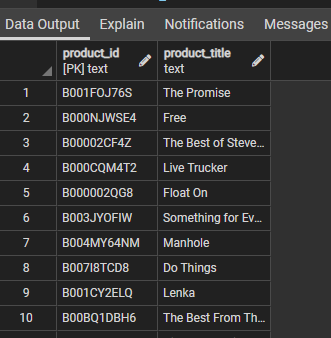 Data Output Explain Notifications Messages
product_id product_title
[PK] text text
1 B001FOJ76S The Promise
2 B000NJWSE4 Free
3 B00002CF4Z The Best of Steve...
4 B000CQM4T2 Live Trucker
5 B000002QG8 Float On
6 B003JYOFIW Something for Ev...
7 B004MY64NM Manhole
8 B007I8TCD8 Do Things
9 B001CY2ELQ Lenka
10 B00BQ1DBH6 The Best From Th...